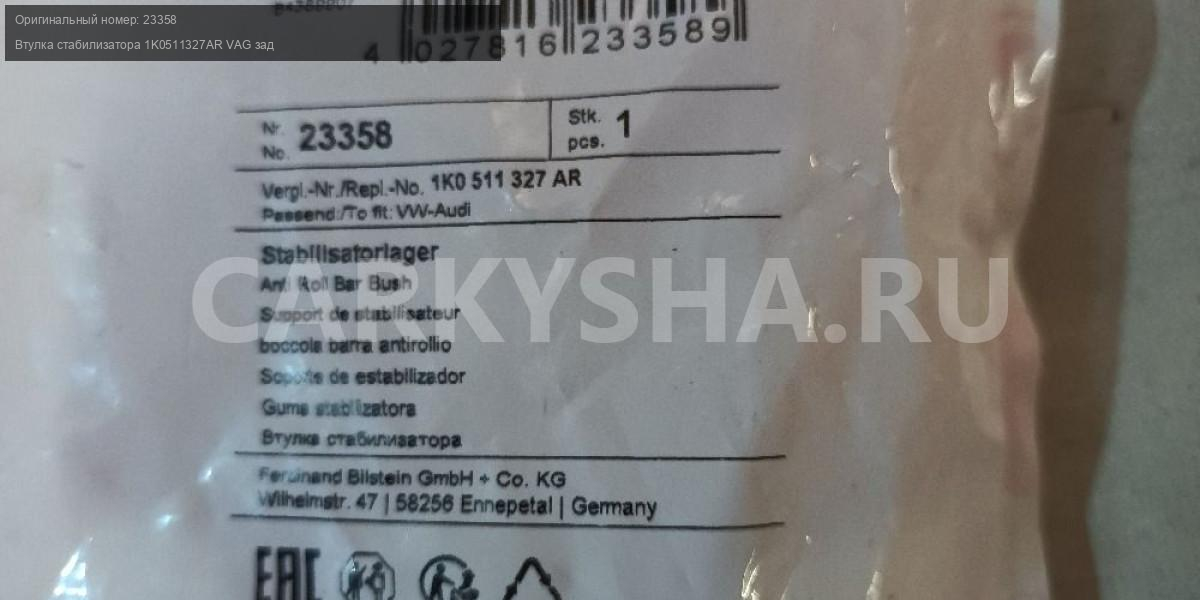 Оригинальный номер: 23358
Втулка стабилизатора 1K0511327AR VAG зад
4 027816 233589
Nr. No. 23358 Stk. pcs. 1
Vergl.-Nr./Repl.-No. 1K0 511 327 AR
Passend:/To fit: VW-Audi
Stabilisatorlager
Anti Roll Bar Bush
Support de stabilisateur
boccola barra antirollio
Soporte de estabilizador
Guma stabilizatora
Втулка стабилизатора
CARKYSHA.RU
Ferdinand Bilstein GmbH + Co. KG
Wilhelmstr. 47 | 58256 Ennepetal | Germany
EAC